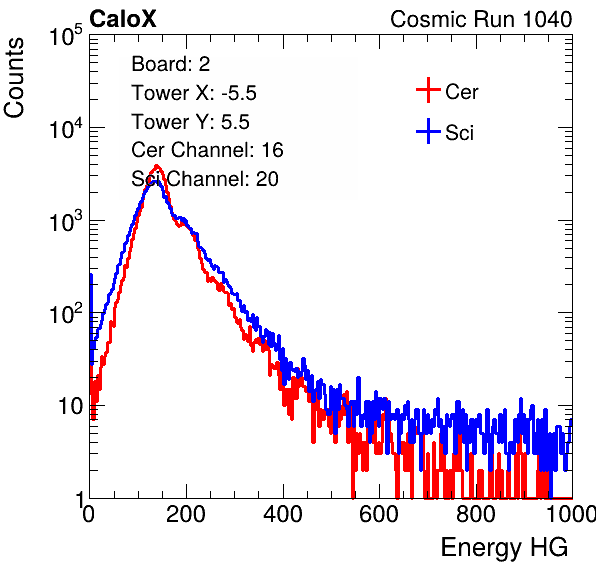 CaloX Cosmic Run 1040
Counts
Board: 2
Tower X: -5.5
Tower Y: 5.5
Cer Channel: 16
Sci Channel: 20
Cer
Sci
10^5
10^4
10^3
10^2
10
1
0 200 400 600 800 1000
Energy HG